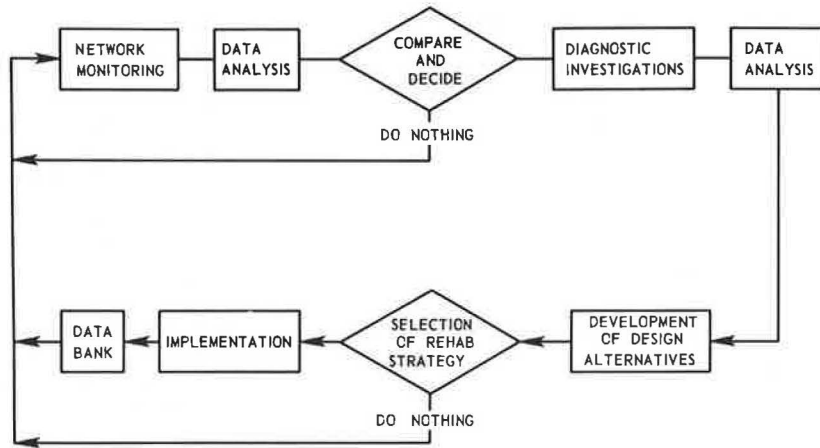 NETWORK
MONITORING
DATA
ANALYSIS
COMPARE
AND
DECIDE
DIAGNOSTIC
INVESTIGATIONS
DATA
ANALYSIS
DO NOTHING
DATA
BANK
IMPLEMENTATION
SELECTION
CF REHAB
STRATEGY
DEVELOPMENT
CF DESIGN
ALTERNATIVES
DO NOTHING